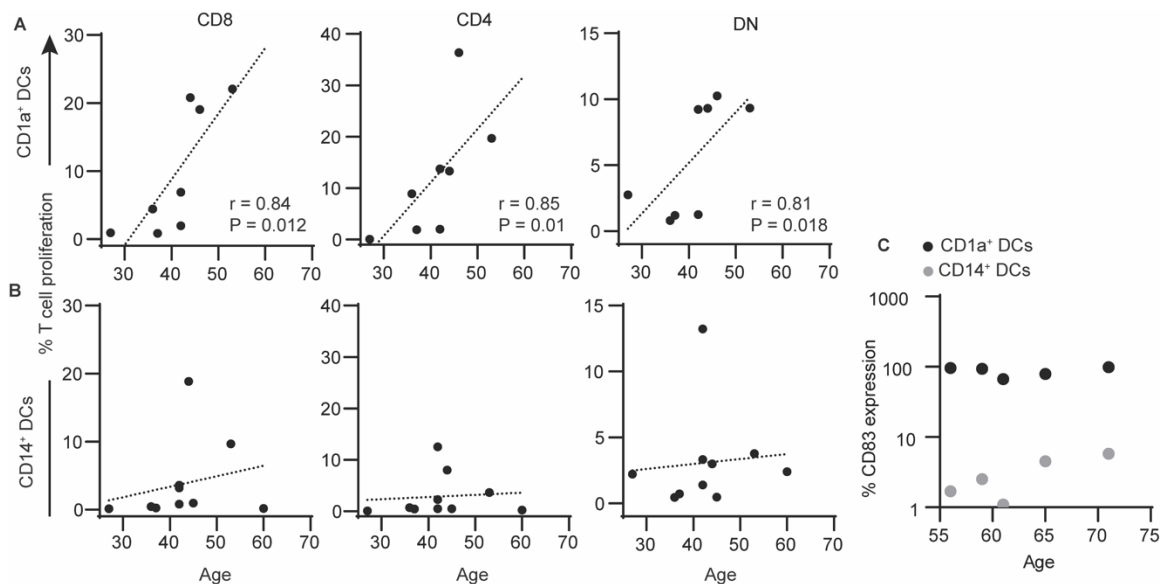 A
CD8
CD4
DN
CD1a⁺ DCs
% T cell proliferation
30
20
10
0
30 40 50 60 70
r = 0.84
P = 0.012
40
30
20
10
0
30 40 50 60 70
r = 0.85
P = 0.01
15
10
5
0
30 40 50 60 70
r = 0.81
P = 0.018
B
CD14⁺ DCs
30
20
10
0
30 40 50 60 70
Age
40
30
20
10
0
30 40 50 60 70
Age
15
10
5
0
30 40 50 60 70
Age
C
CD1a⁺ DCs
CD14⁺ DCs
% CD83 expression
1000
100
10
1
55 60 65 70 75
Age